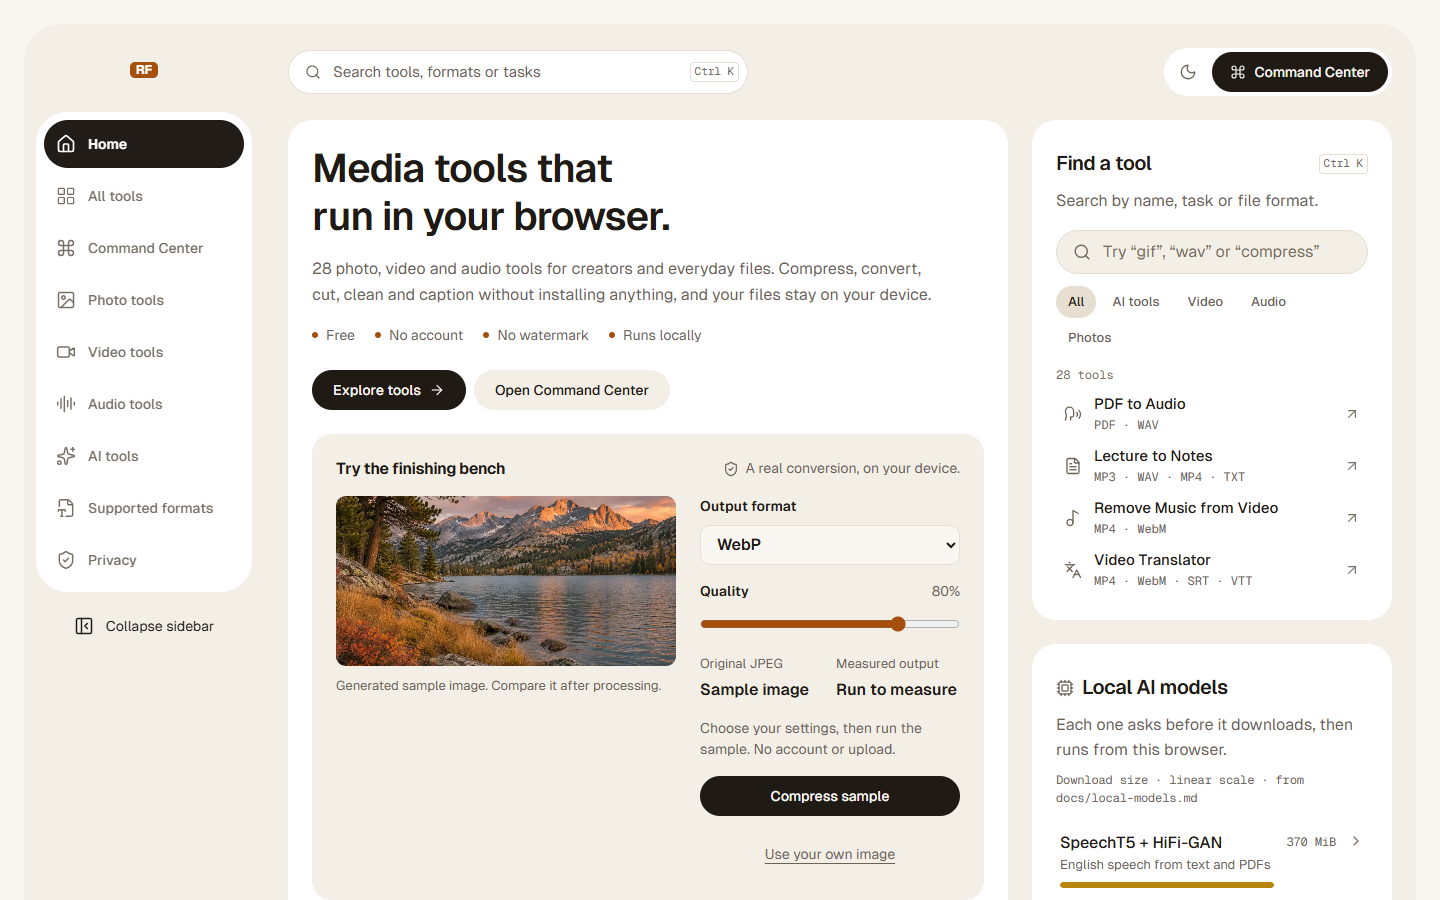 RF
Search tools, formats or tasks
Ctrl K
Command Center
Home
All tools
Command Center
Photo tools
Video tools
Audio tools
AI tools
Supported formats
Privacy
Collapse sidebar
Media tools that
run in your browser.
28 photo, video and audio tools for creators and everyday files. Compress, convert,
cut, clean and caption without installing anything, and your files stay on your device.
Free
No account
No watermark
Runs locally
Explore tools
Open Command Center
Try the finishing bench
A real conversion, on your device.
Generated sample image. Compare it after processing.
Output format
WebP
Quality
80%
Original JPEG
Sample image
Measured output
Run to measure
Choose your settings, then run the
sample. No account or upload.
Compress sample
Use your own image
Find a tool
Ctrl K
Search by name, task or file format.
Try “gif”, “wav” or “compress”
All
AI tools
Video
Audio
Photos
28 tools
PDF to Audio
PDF · WAV
Lecture to Notes
MP3 · WAV · MP4 · TXT
Remove Music from Video
MP4 · WebM
Video Translator
MP4 · WebM · SRT · VTT
Local AI models
Each one asks before it downloads, then
runs from this browser.
Download size · linear scale · from
docs/local-models.md
SpeechT5 + HiFi-GAN
370 MiB
English speech from text and PDFs